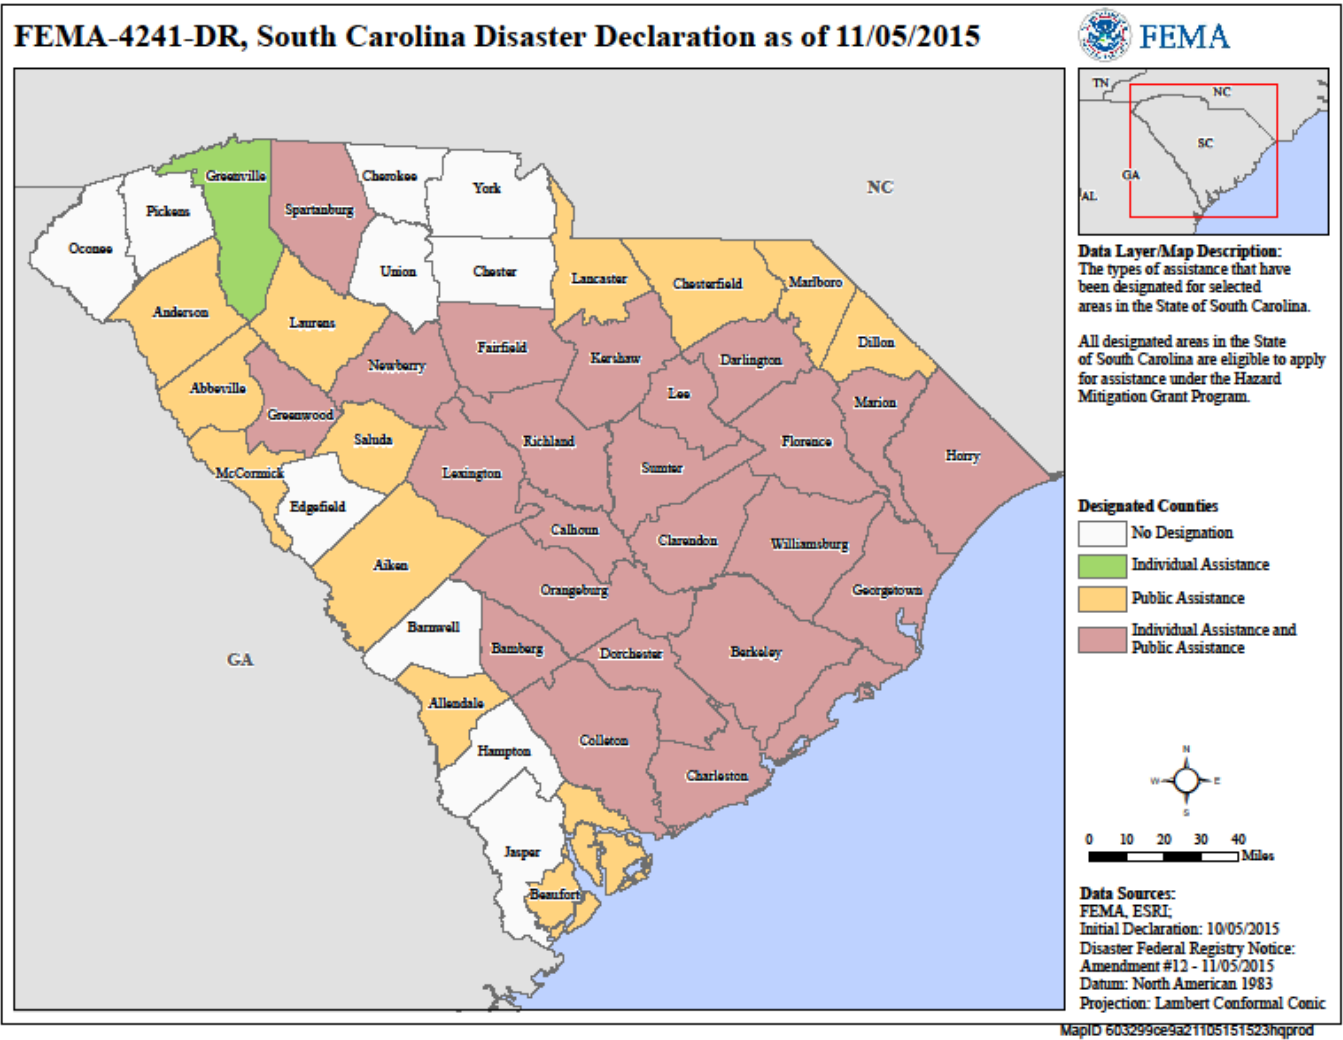 FEMA-4241-DR, South Carolina Disaster Declaration as of 11/05/2015
FEMA
TN
NC
SC
GA
AL
NC
GA
Greenville
Cherokee
York
Pickens
Spartanburg
Oconee
Union
Chester
Lancaster
Chesterfield
Marlboro
Anderson
Laurens
Dillon
Fairfield
Kershaw
Darlington
Newberry
Abbeville
Lee
Marion
Greenwood
Saluda
Richland
Florence
Horry
McCormick
Lexington
Sumter
Edgefield
Calhoun
Clarendon
Williamsburg
Aiken
Orangeburg
Georgetown
Barnwell
Bamberg
Dorchester
Berkeley
Allendale
Hampton
Colleton
Charleston
Jasper
Beaufort
Data Layer/Map Description:
The types of assistance that have
been designated for selected
areas in the State of South Carolina.
All designated areas in the State
of South Carolina are eligible to apply
for assistance under the Hazard
Mitigation Grant Program.
Designated Counties
No Designation
Individual Assistance
Public Assistance
Individual Assistance and
Public Assistance
N
W E
S
0 10 20 30 40
Miles
Data Sources:
FEMA, ESRI;
Initial Declaration: 10/05/2015
Disaster Federal Registry Notice:
Amendment #12 - 11/05/2015
Datum: North American 1983
Projection: Lambert Conformal Conic
MapID 603299ce9a21105151523hqprod